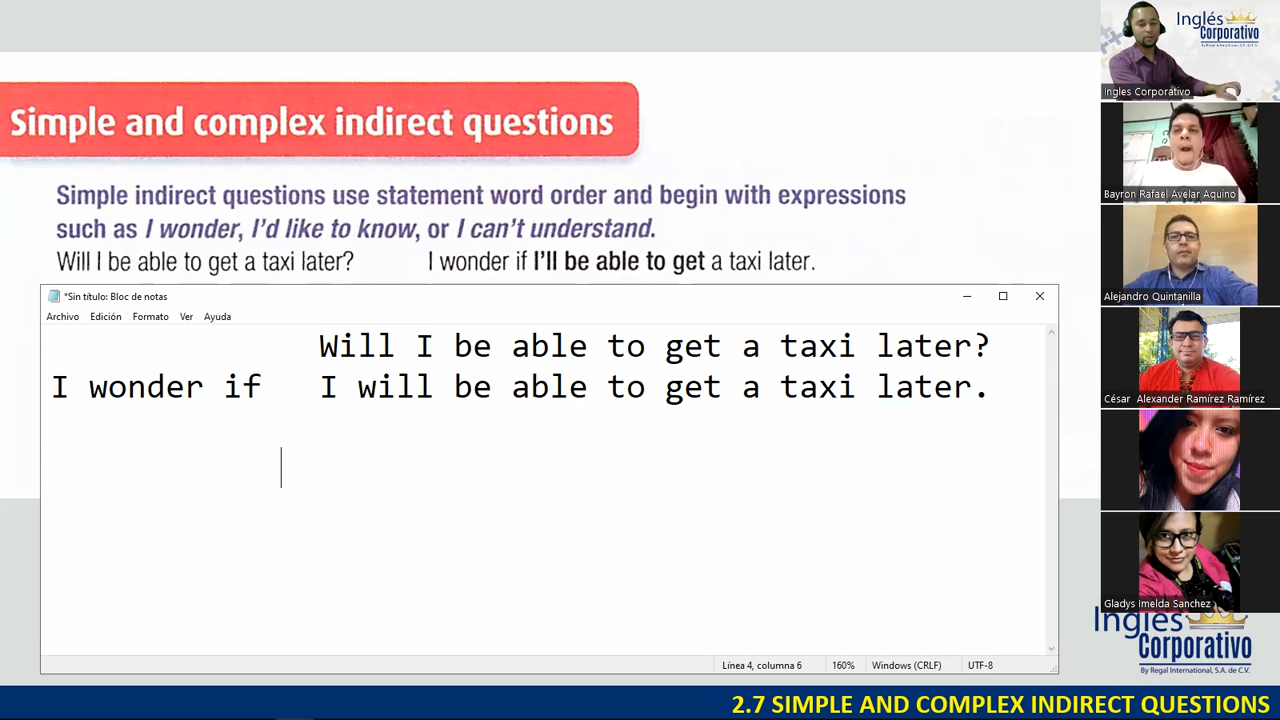 Simple and complex indirect questions
Simple indirect questions use statement word order and begin with expressions
such as I wonder, I'd like to know, or I can't understand.
Will I be able to get a taxi later? I wonder if I'll be able to get a taxi later.
*Sin título: Bloc de notas
Archivo Edición Formato Ver Ayuda
Will I be able to get a taxi later?
I wonder if I will be able to get a taxi later.
Línea 4, columna 6 160% Windows (CRLF) UTF-8
Inglés
Corporativo
By Regal International, S.A. de C.V.
Ingles Corporativo
Bayron Rafael Avelar Aquino
Alejandro Quintanilla
César Alexander Ramírez Ramírez
Gladys Imelda Sanchez
Inglés
Corporativo
By Regal International, S.A. de C.V.
2.7 SIMPLE AND COMPLEX INDIRECT QUESTIONS